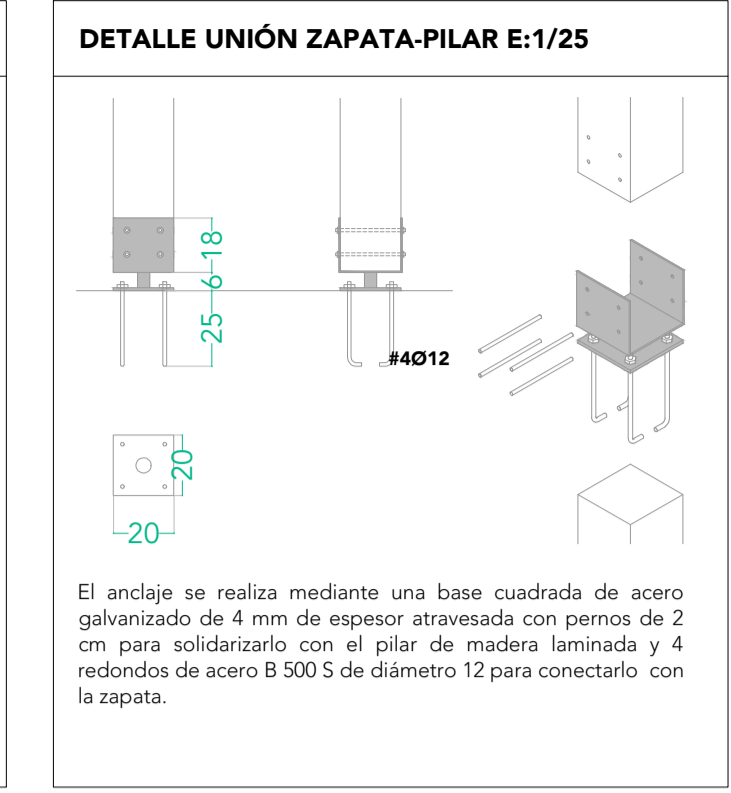 DETALLE UNIÓN ZAPATA-PILAR E:1/25
18
6
25
#4Ø12
20
20
El anclaje se realiza mediante una base cuadrada de acero
galvanizado de 4 mm de espesor atravesada con pernos de 2
cm para solidarizarlo con el pilar de madera laminada y 4
redondos de acero B 500 S de diámetro 12 para conectarlo con
la zapata.